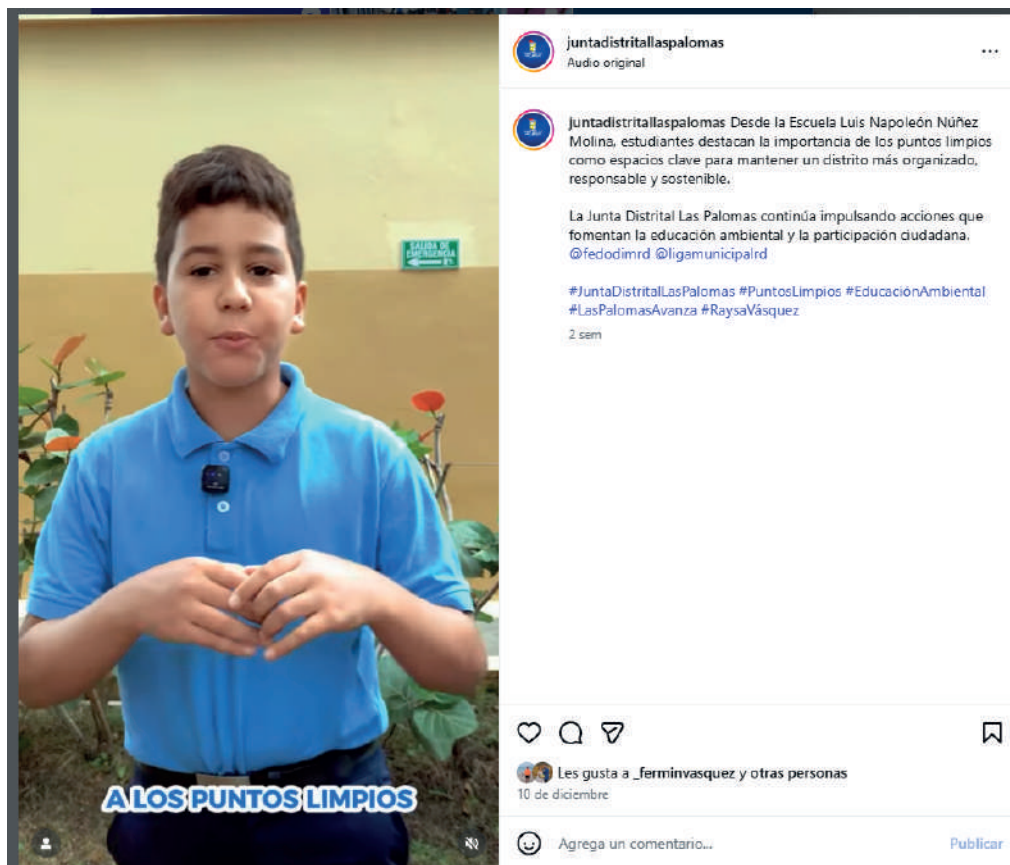 SALIDA DE
EMERGENCIA
A LOS PUNTOS LIMPIOS
juntadistritallaspalomas
Audio original
juntadistritallaspalomas Desde la Escuela Luis Napoleón Núñez
Molina, estudiantes destacan la importancia de los puntos limpios
como espacios clave para mantener un distrito más organizado,
responsable y sostenible.
La Junta Distrital Las Palomas continúa impulsando acciones que
fomentan la educación ambiental y la participación ciudadana.
@fedodimrd @ligamunicipalrd
#JuntaDistritalLasPalomas #PuntosLimpios #EducaciónAmbiental
#LasPalomasAvanza #RaysaVásquez
2 sem
Les gusta a _ferminvasquez y otras personas
10 de diciembre
Agrega un comentario...
Publicar